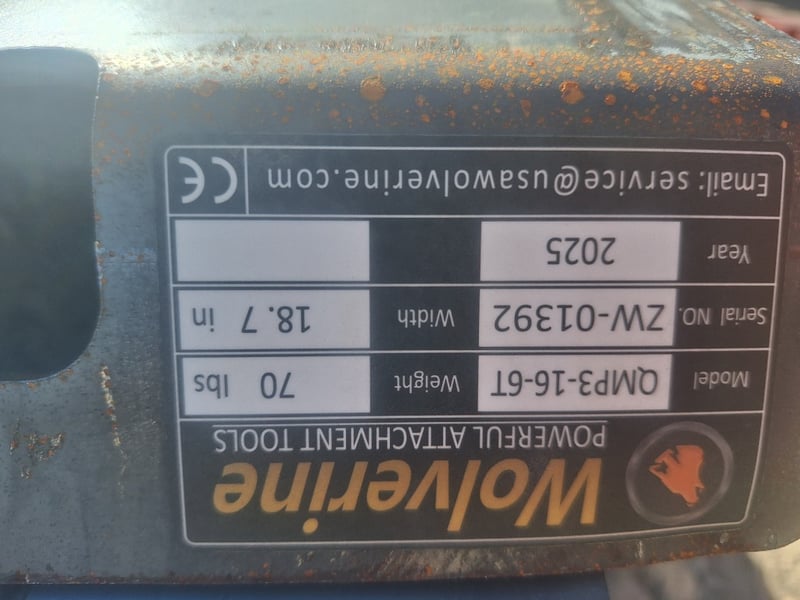 Wolverine
POWERFUL ATTACHMENT TOOLS
Model QMP3-16-6T Weight 70 lbs
Serial NO. ZW-01392 Width 18.7 in
Year 2025
Email: service@usawolverine.com CE